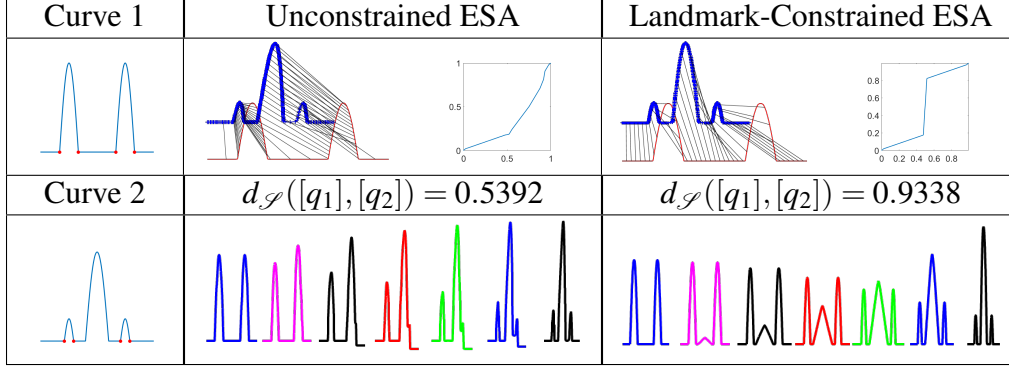 Curve 1 Unconstrained ESA Landmark-Constrained ESA
1
0.5
0
0 0.5 1
0.8
0.6
0.4
0.2
0
0 0.2 0.4 0.6 0.8
Curve 2 d𝒮([q1],[q2]) = 0.5392 d𝒮([q1],[q2]) = 0.9338